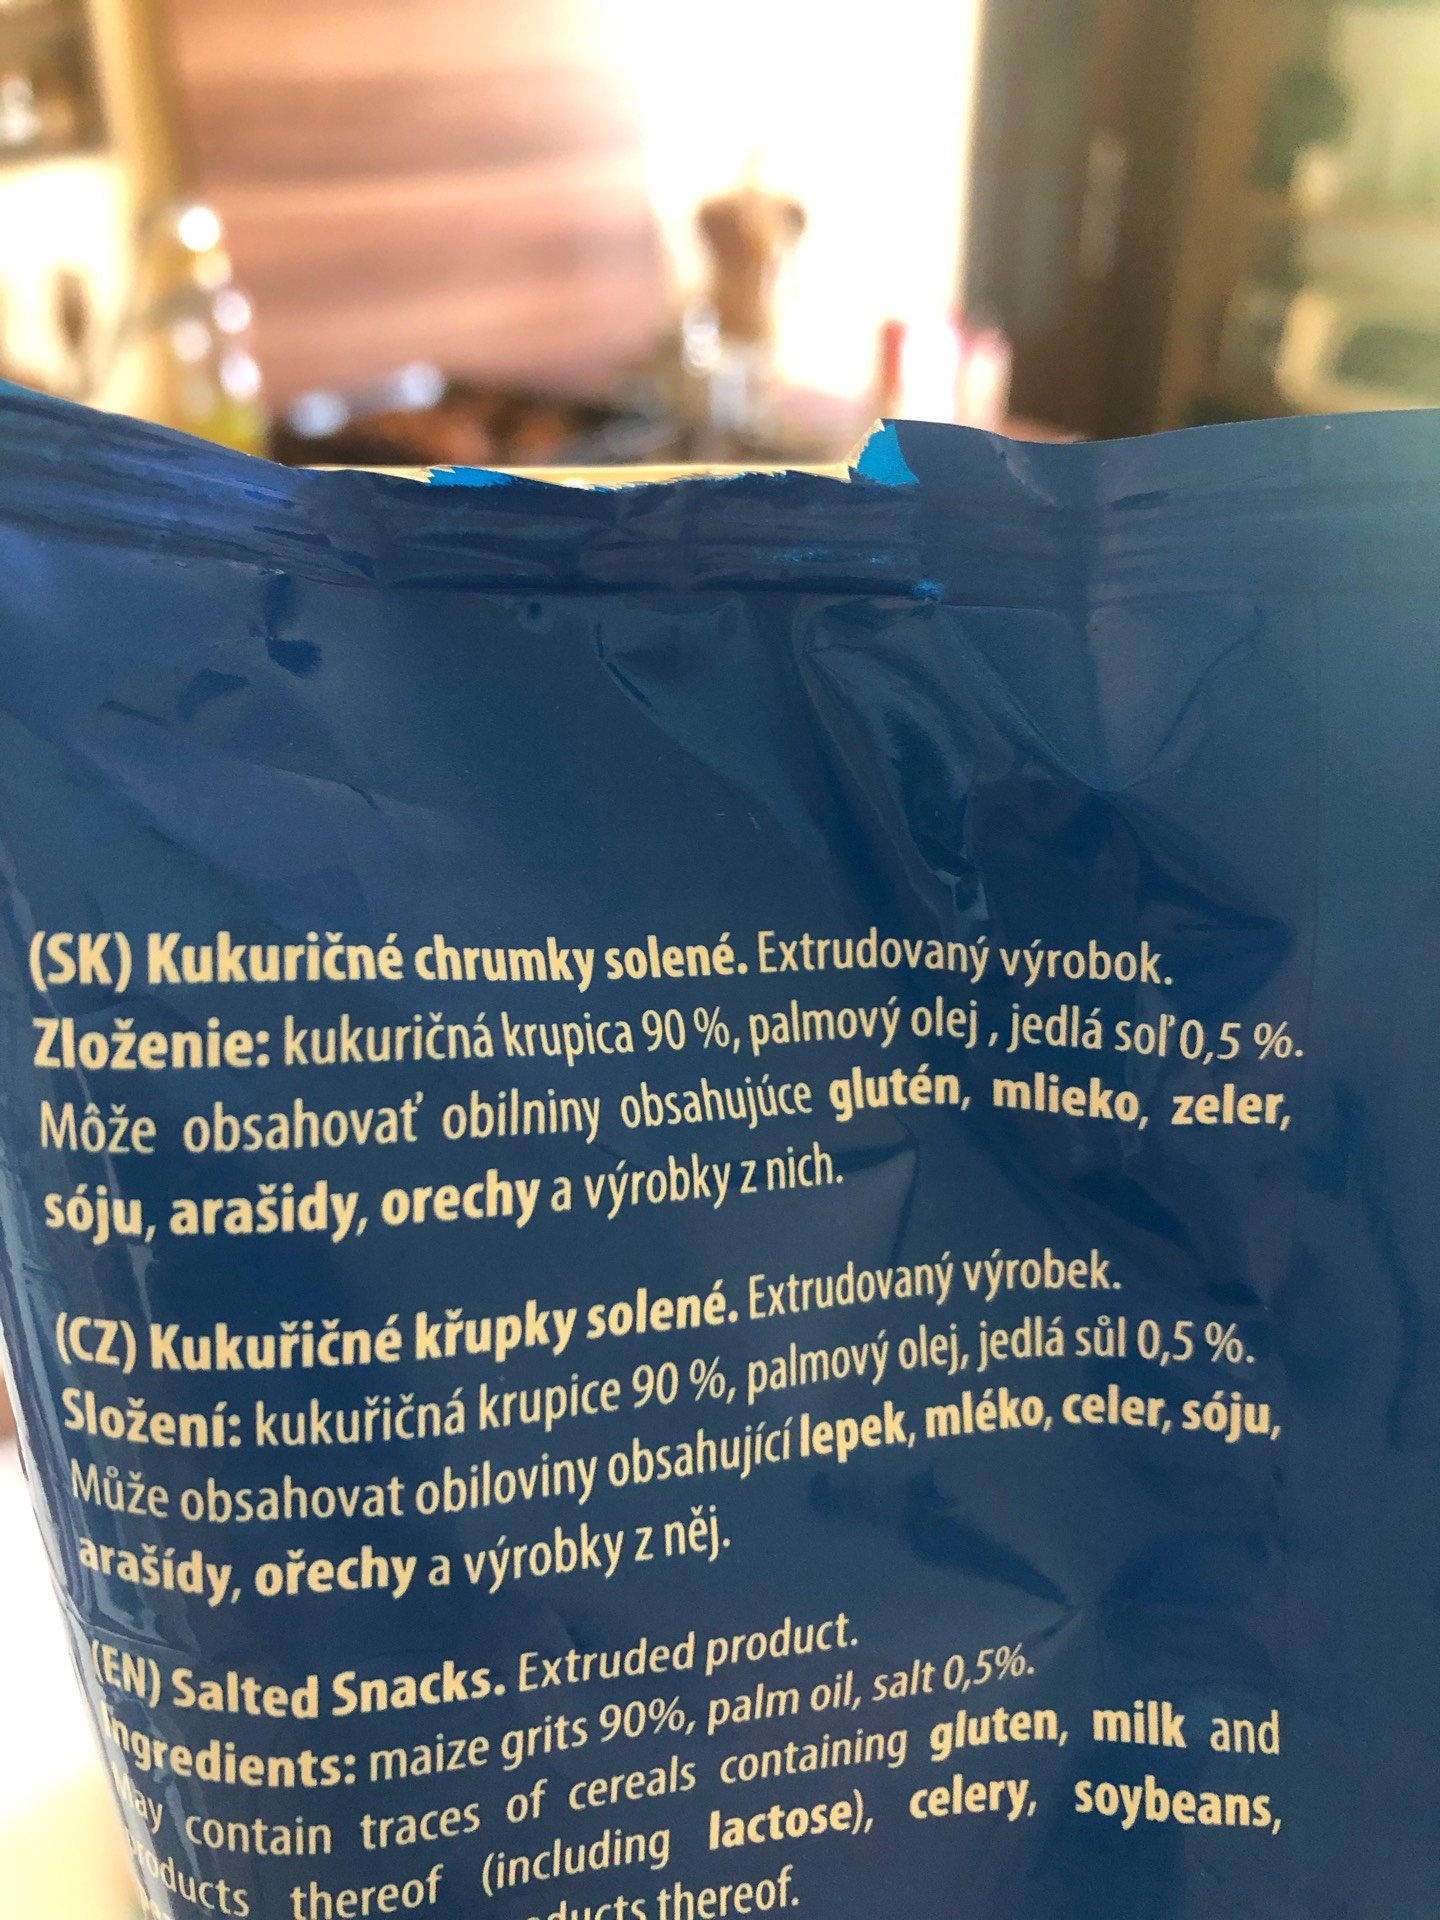 (SK) Kukuričné chrumky solené. Extrudovaný výrobok.
Zloženie: kukuričná krupica 90 %, palmový olej , jedlá soľ 0,5 %.
Môže obsahovať obilniny obsahujúce glutén, mlieko, zeler,
sóju, arašidy, orechy a výrobky z nich.
(CZ) Kukuřičné křupky solené. Extrudovaný výrobek.
Složení: kukuřičná krupice 90 %, palmový olej, jedlá sůl 0,5 %.
Může obsahovat obiloviny obsahující lepek, mléko, celer, sóju,
arašídy, ořechy a výrobky z něj.
(EN) Salted Snacks. Extruded product.
Ingredients: maize grits 90%, palm oil, salt 0,5%.
May contain traces of cereals containing gluten, milk and
products thereof (including lactose), celery, soybeans,
thereof.